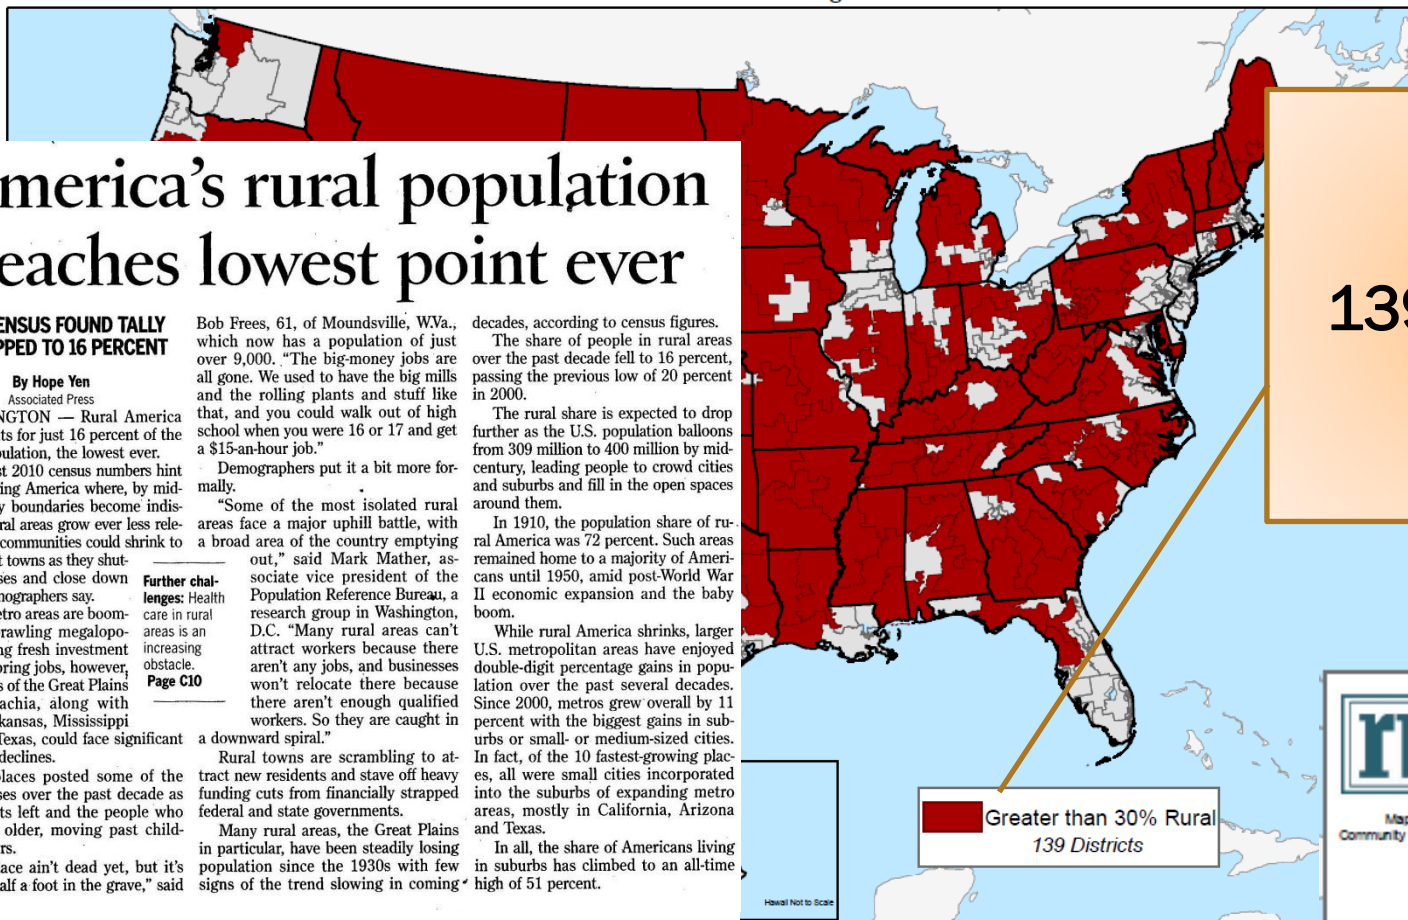 merica's rural population
eaches lowest point ever
ENSUS FOUND TALLY
PPED TO 16 PERCENT
By Hope Yen
Associated Press
NGTON — Rural America
ts for just 16 percent of the
ulation, the lowest ever.
st 2010 census numbers hint
ing America where, by mid-
y boundaries become indis-
ral areas grow ever less rele-
communities could shrink to
t towns as they shut-
ses and close down
mographers say.
etro areas are boom-
rawling megalopo-
ng fresh investment
oring jobs, however,
s of the Great Plains
achia, along with
kansas, Mississippi
Texas, could face significant
declines.
places posted some of the
ses over the past decade as
ts left and the people who
older, moving past child-
rs.
ace ain't dead yet, but it's
alf a foot in the grave," said
Further chal-
lenges: Health
care in rural
areas is an
increasing
obstacle.
Page C10
Bob Frees, 61, of Moundsville, W.Va.,
which now has a population of just
over 9,000. "The big-money jobs are
all gone. We used to have the big mills
and the rolling plants and stuff like
that, and you could walk out of high
school when you were 16 or 17 and get
a $15-an-hour job."
Demographers put it a bit more for-
mally.
"Some of the most isolated rural
areas face a major uphill battle, with
a broad area of the country emptying
out," said Mark Mather, as-
sociate vice president of the
Population Reference Bureau, a
research group in Washington,
D.C. "Many rural areas can't
attract workers because there
aren't any jobs, and businesses
won't relocate there because
there aren't enough qualified
workers. So they are caught in
a downward spiral."
Rural towns are scrambling to at-
tract new residents and stave off heavy
funding cuts from financially strapped
federal and state governments.
Many rural areas, the Great Plains
in particular, have been steadily losing
population since the 1930s with few
signs of the trend slowing in coming
decades, according to census figures.
The share of people in rural areas
over the past decade fell to 16 percent,
passing the previous low of 20 percent
in 2000.
The rural share is expected to drop
further as the U.S. population balloons
from 309 million to 400 million by mid-
century, leading people to crowd cities
and suburbs and fill in the open spaces
around them.
In 1910, the population share of ru-
ral America was 72 percent. Such areas
remained home to a majority of Ameri-
cans until 1950, amid post-World War
II economic expansion and the baby
boom.
While rural America shrinks, larger
U.S. metropolitan areas have enjoyed
double-digit percentage gains in popu-
lation over the past several decades.
Since 2000, metros grew overall by 11
percent with the biggest gains in sub-
urbs or small- or medium-sized cities.
In fact, of the 10 fastest-growing plac-
es, all were small cities incorporated
into the suburbs of expanding metro
areas, mostly in California, Arizona
and Texas.
In all, the share of Americans living
in suburbs has climbed to an all-time
high of 51 percent.
139
Greater than 30% Rural
139 Districts
Hawaii Not to Scale
r
Map
Community